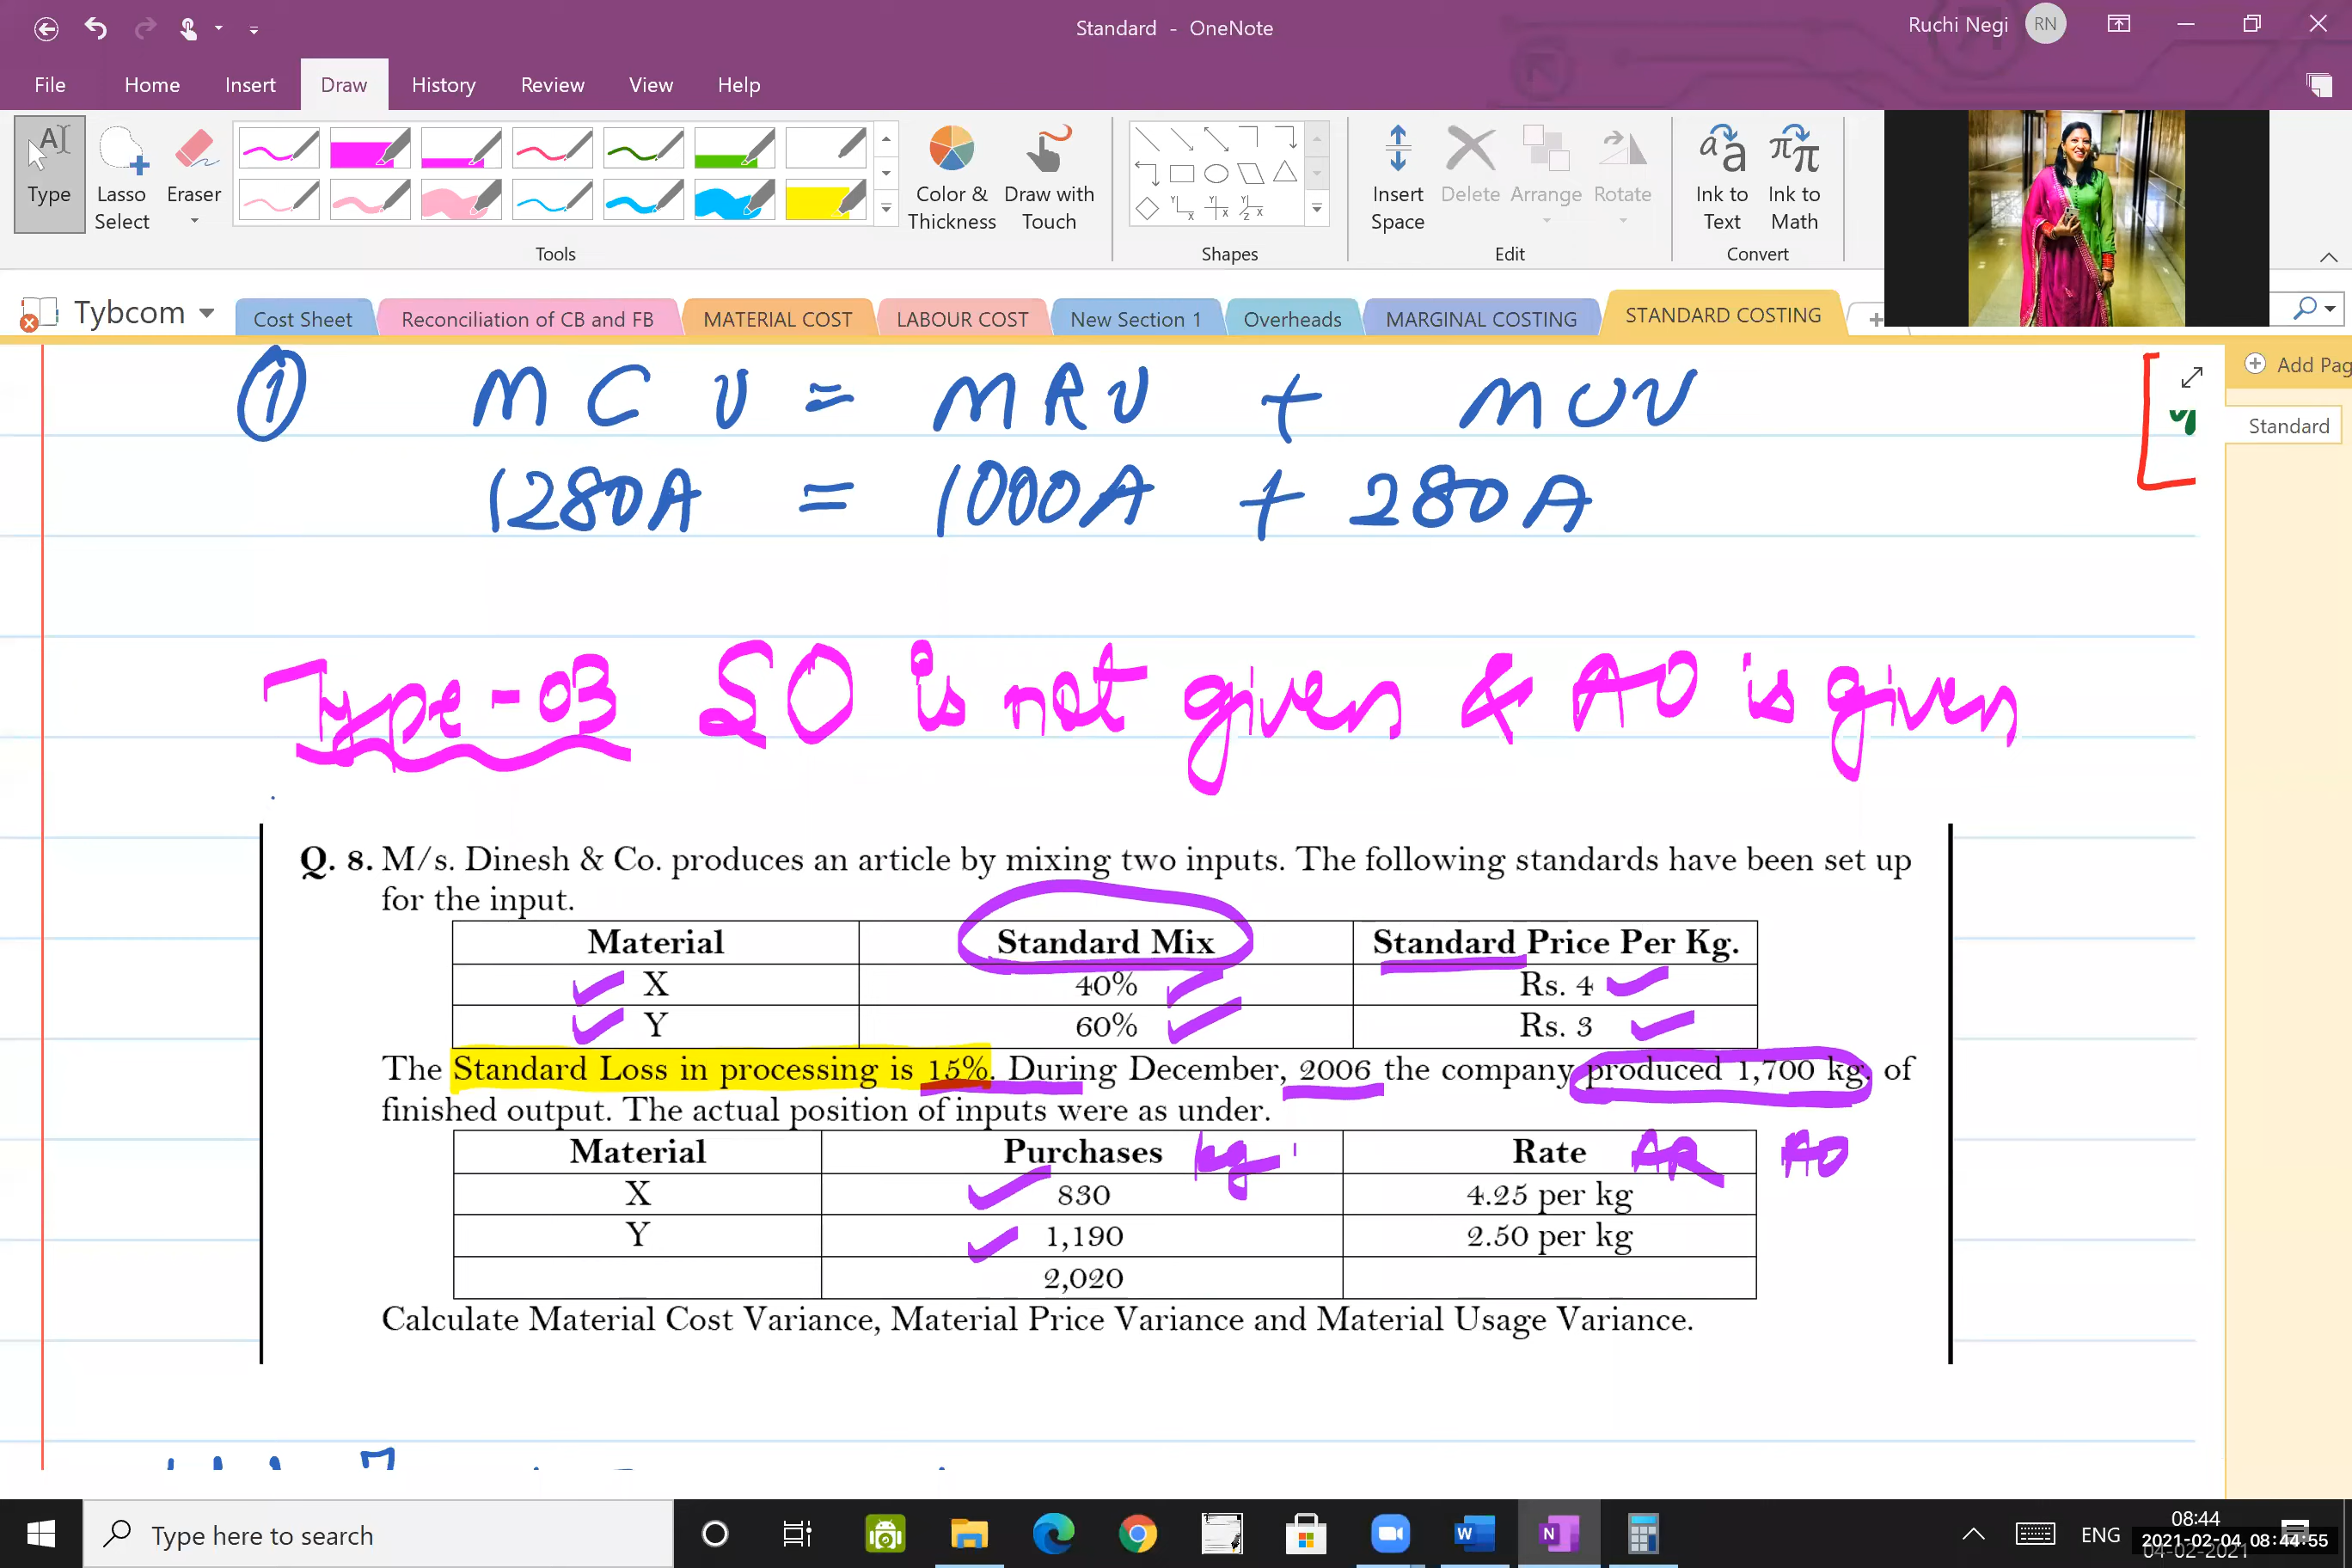 Standard - OneNote
Ruchi Negi RN
File Home Insert Draw History Review View Help
Type
Lasso Select
Eraser
Color & Thickness
Draw with Touch
Insert Space
Delete Arrange Rotate
Ink to Text
Ink to Math
Tools Shapes Edit Convert
Tybcom Cost Sheet Reconciliation of CB and FB MATERIAL COST LABOUR COST New Section 1 Overheads MARGINAL COSTING STANDARD COSTING
Add Pag
Standard
① MCV = MRV + MUV
1280A = 1000A + 280A
Type-03 SO is not given & AO is given
Q. 8. M/s. Dinesh & Co. produces an article by mixing two inputs. The following standards have been set up
for the input.
Material Standard Mix Standard Price Per Kg.
X 40% Rs. 4
Y 60% Rs. 3
The Standard Loss in processing is 15%. During December, 2006 the company produced 1,700 kg. of
finished output. The actual position of inputs were as under.
Material Purchases kg Rate AR AO
X 830 4.25 per kg
Y 1,190 2.50 per kg
2,020
Calculate Material Cost Variance, Material Price Variance and Material Usage Variance.
Type here to search
ENG
08:44
2021-02-04 08:44:55
04-02-2021